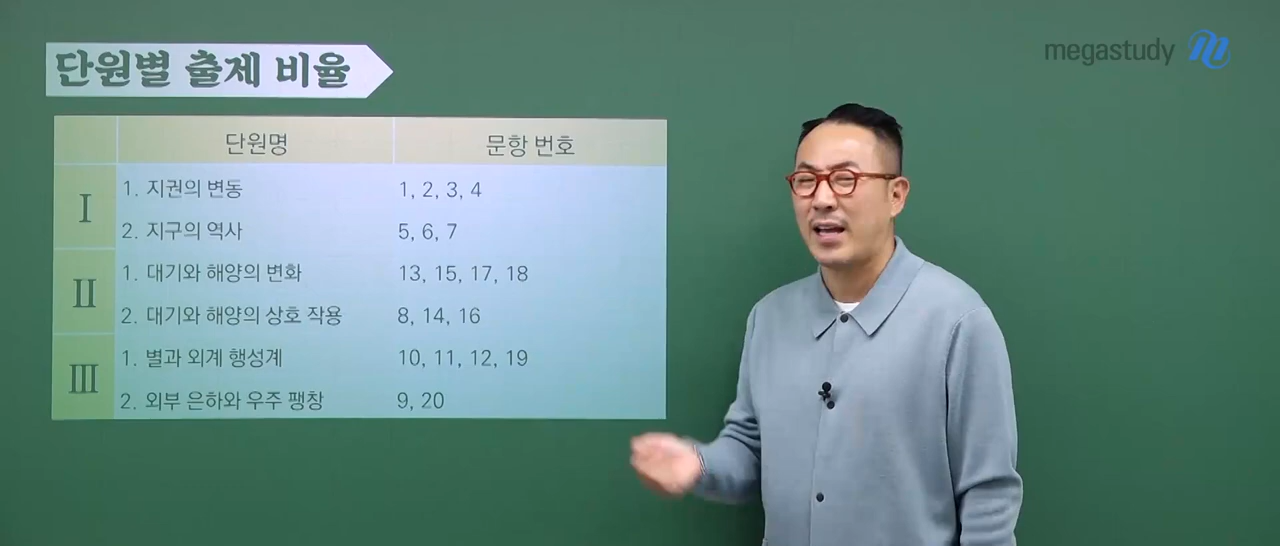 단원별 출제 비율
megastudy
단원명 문항 번호
Ⅰ
1. 지권의 변동 1, 2, 3, 4
2. 지구의 역사 5, 6, 7
Ⅱ
1. 대기와 해양의 변화 13, 15, 17, 18
2. 대기와 해양의 상호 작용 8, 14, 16
Ⅲ
1. 별과 외계 행성계 10, 11, 12, 19
2. 외부 은하와 우주 팽창 9, 20